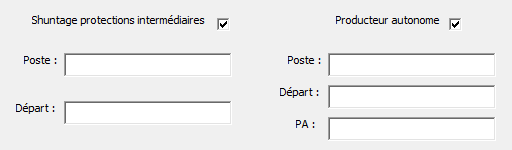 Shuntage protections intermédiaires
Poste :
Départ :
Producteur autonome
Poste :
Départ :
PA :